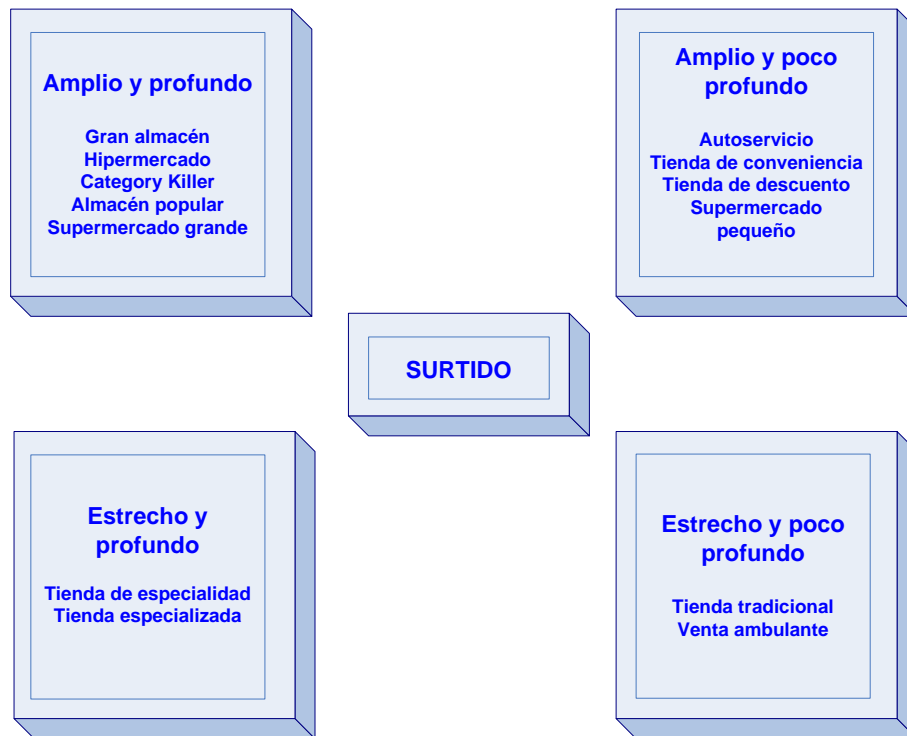 Amplio y profundo
Gran almacén
Hipermercado
Category Killer
Almacén popular
Supermercado grande
Amplio y poco
profundo
Autoservicio
Tienda de conveniencia
Tienda de descuento
Supermercado
pequeño
SURTIDO
Estrecho y
profundo
Tienda de especialidad
Tienda especializada
Estrecho y poco
profundo
Tienda tradicional
Venta ambulante